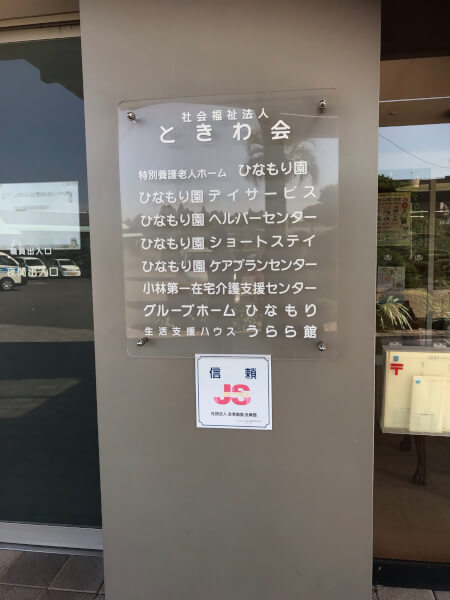 社会福祉法人
ときわ会
特別養護老人ホーム ひなもり園
ひなもり園 デイサービス
ひなもり園 ヘルパーセンター
ひなもり園 ショートステイ
ひなもり園 ケアプランセンター
小林第一在宅介護支援センター
グループホーム ひなもり
生活支援ハウス うらら館
信頼
JS
〒